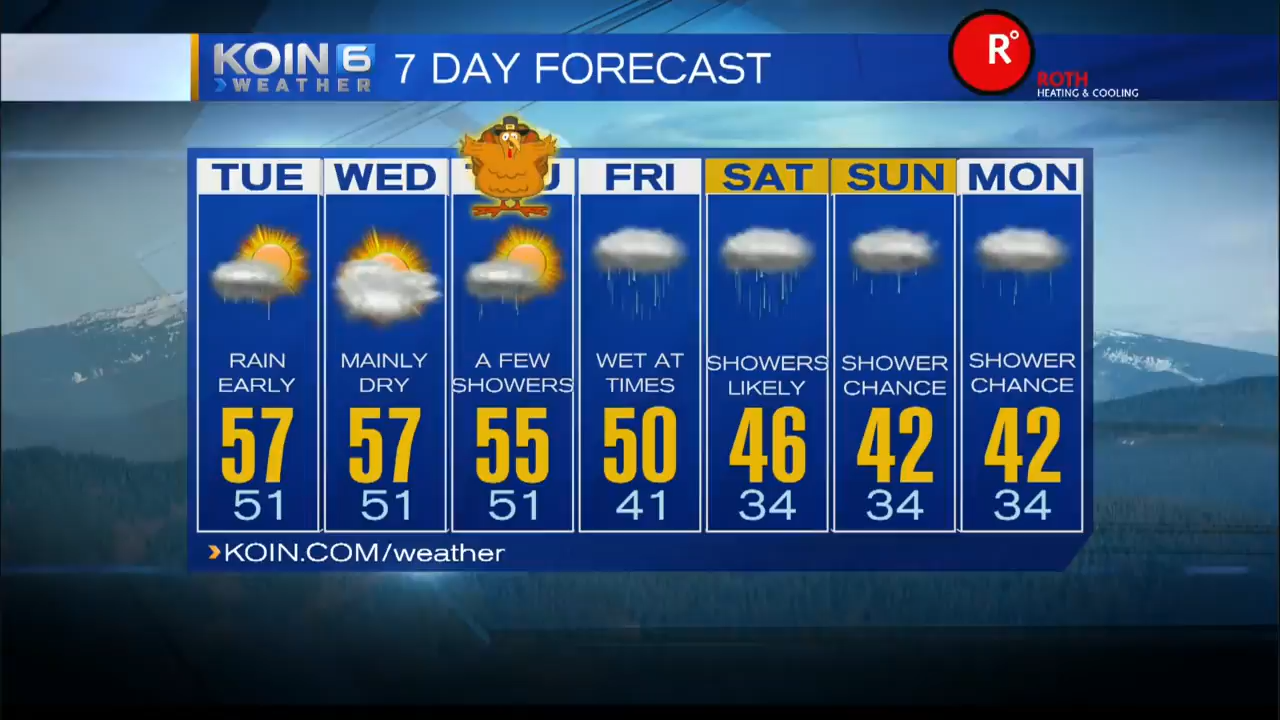 KOIN 6
WEATHER
7 DAY FORECAST
R°
ROTH
HEATING & COOLING
TUE
WED
FRI
SAT
SUN
MON
RAIN
EARLY
57
51
MAINLY
DRY
57
51
A FEW
SHOWERS
55
51
WET AT
TIMES
50
41
SHOWERS
LIKELY
46
34
SHOWER
CHANCE
42
34
SHOWER
CHANCE
42
34
KOIN.COM/weather